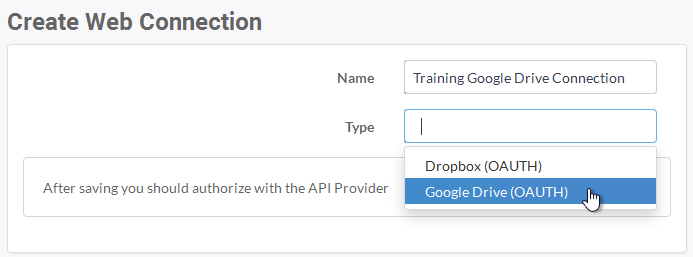 Create Web Connection
Name Training Google Drive Connection
Type
Dropbox (OAUTH)
After saving you should authorize with the API Provider
Google Drive (OAUTH)